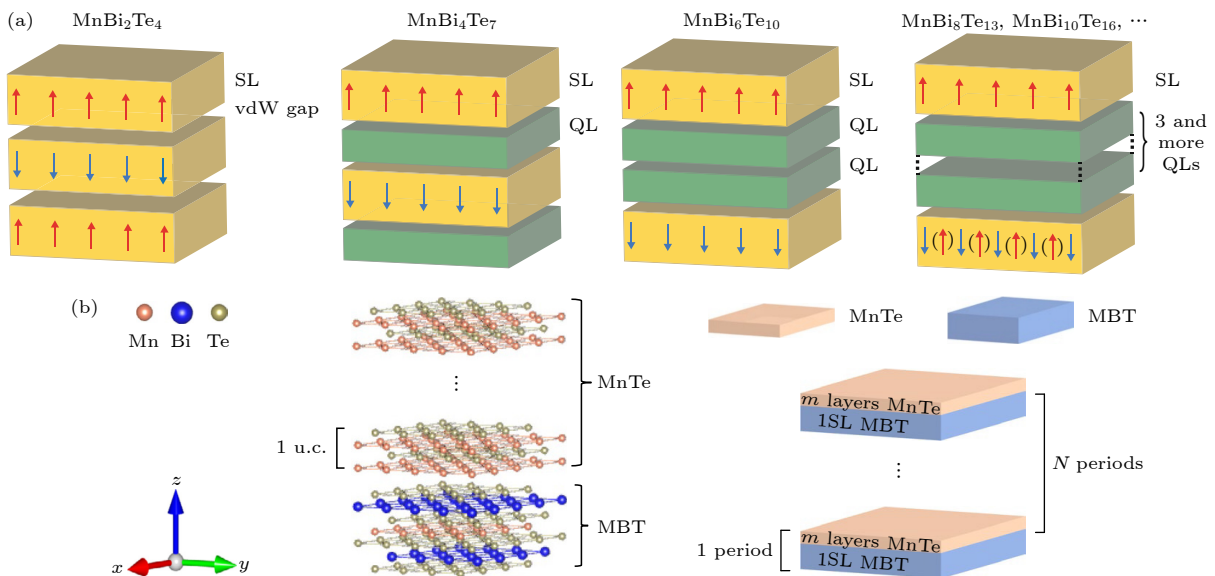 (a)
MnBi₂Te₄
MnBi₄Te₇
MnBi₆Te₁₀
MnBi₈Te₁₃, MnBi₁₀Te₁₆, ···
SL
vdW gap
SL
QL
SL
QL
QL
SL
3 and
more
QLs
( ) ( ) ( ) ( )
(b)
Mn Bi Te
⋮
MnTe
1 u.c.
MBT
z
x
y
MnTe
MBT
m layers MnTe
1SL MBT
⋮
N periods
1 period
m layers MnTe
1SL MBT